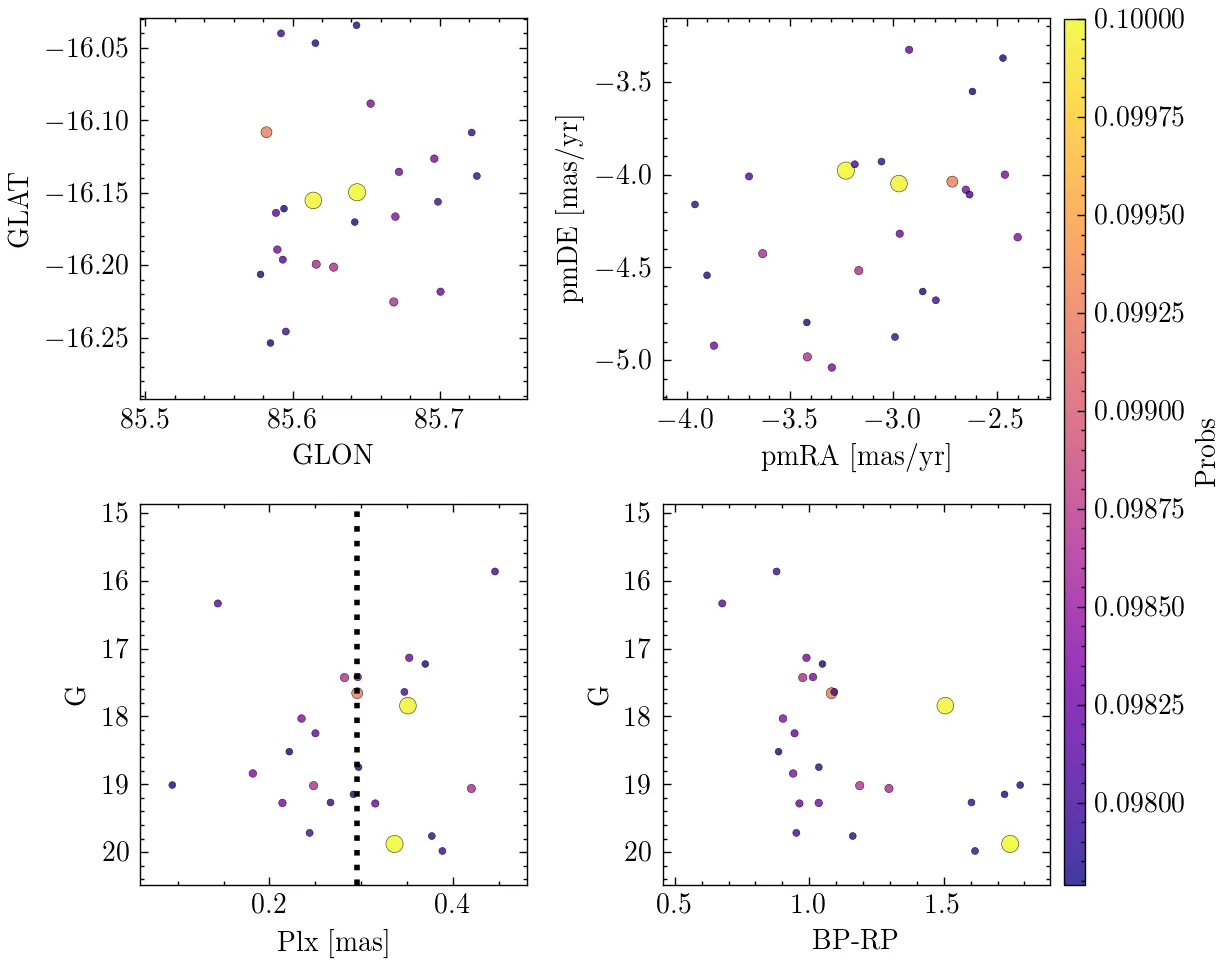 −16.05
−16.10
−16.15
−16.20
−16.25
GLAT
85.5 85.6 85.7
GLON
−3.5
−4.0
−4.5
−5.0
pmDE [mas/yr]
−4.0 −3.5 −3.0 −2.5
pmRA [mas/yr]
15
16
17
18
19
20
G
0.2 0.4
Plx [mas]
15
16
17
18
19
20
G
0.5 1.0 1.5
BP-RP
0.10000
0.09975
0.09950
0.09925
0.09900
0.09875
0.09850
0.09825
0.09800
Probs